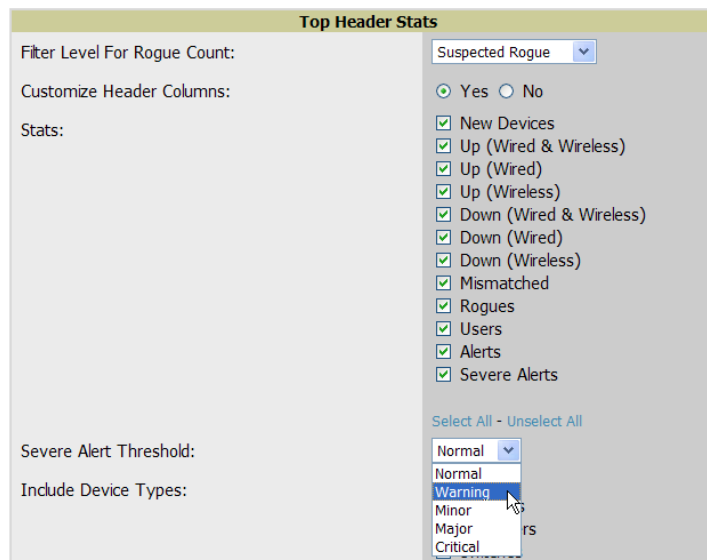 Top Header Stats
Filter Level For Rogue Count:
Suspected Rogue
Customize Header Columns:
Yes No
Stats:
New Devices
Up (Wired & Wireless)
Up (Wired)
Up (Wireless)
Down (Wired & Wireless)
Down (Wired)
Down (Wireless)
Mismatched
Rogues
Users
Alerts
Severe Alerts
Select All - Unselect All
Severe Alert Threshold:
Normal
Normal
Include Device Types:
Warning
Minor
Major
Critical